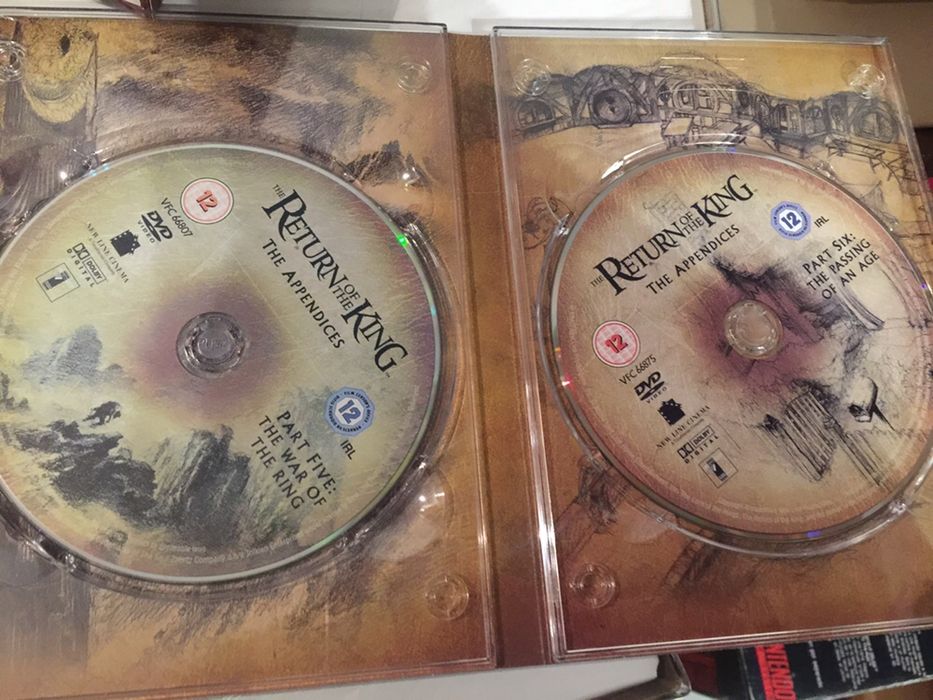 THE RETURN OF THE KING
THE APPENDICES
12
VFC 66807
DVD
VIDEO
NEW LINE CINEMA
DOLBY
DIGITAL
12
IRL
PART FIVE:
THE WAR OF
THE RING
THE RETURN OF THE KING
THE APPENDICES
12
IRL
PART SIX:
THE PASSING
OF AN AGE
12
VFC 66875
DVD
VIDEO
NEW LINE CINEMA
DOLBY
DIGITAL
NINTENDO